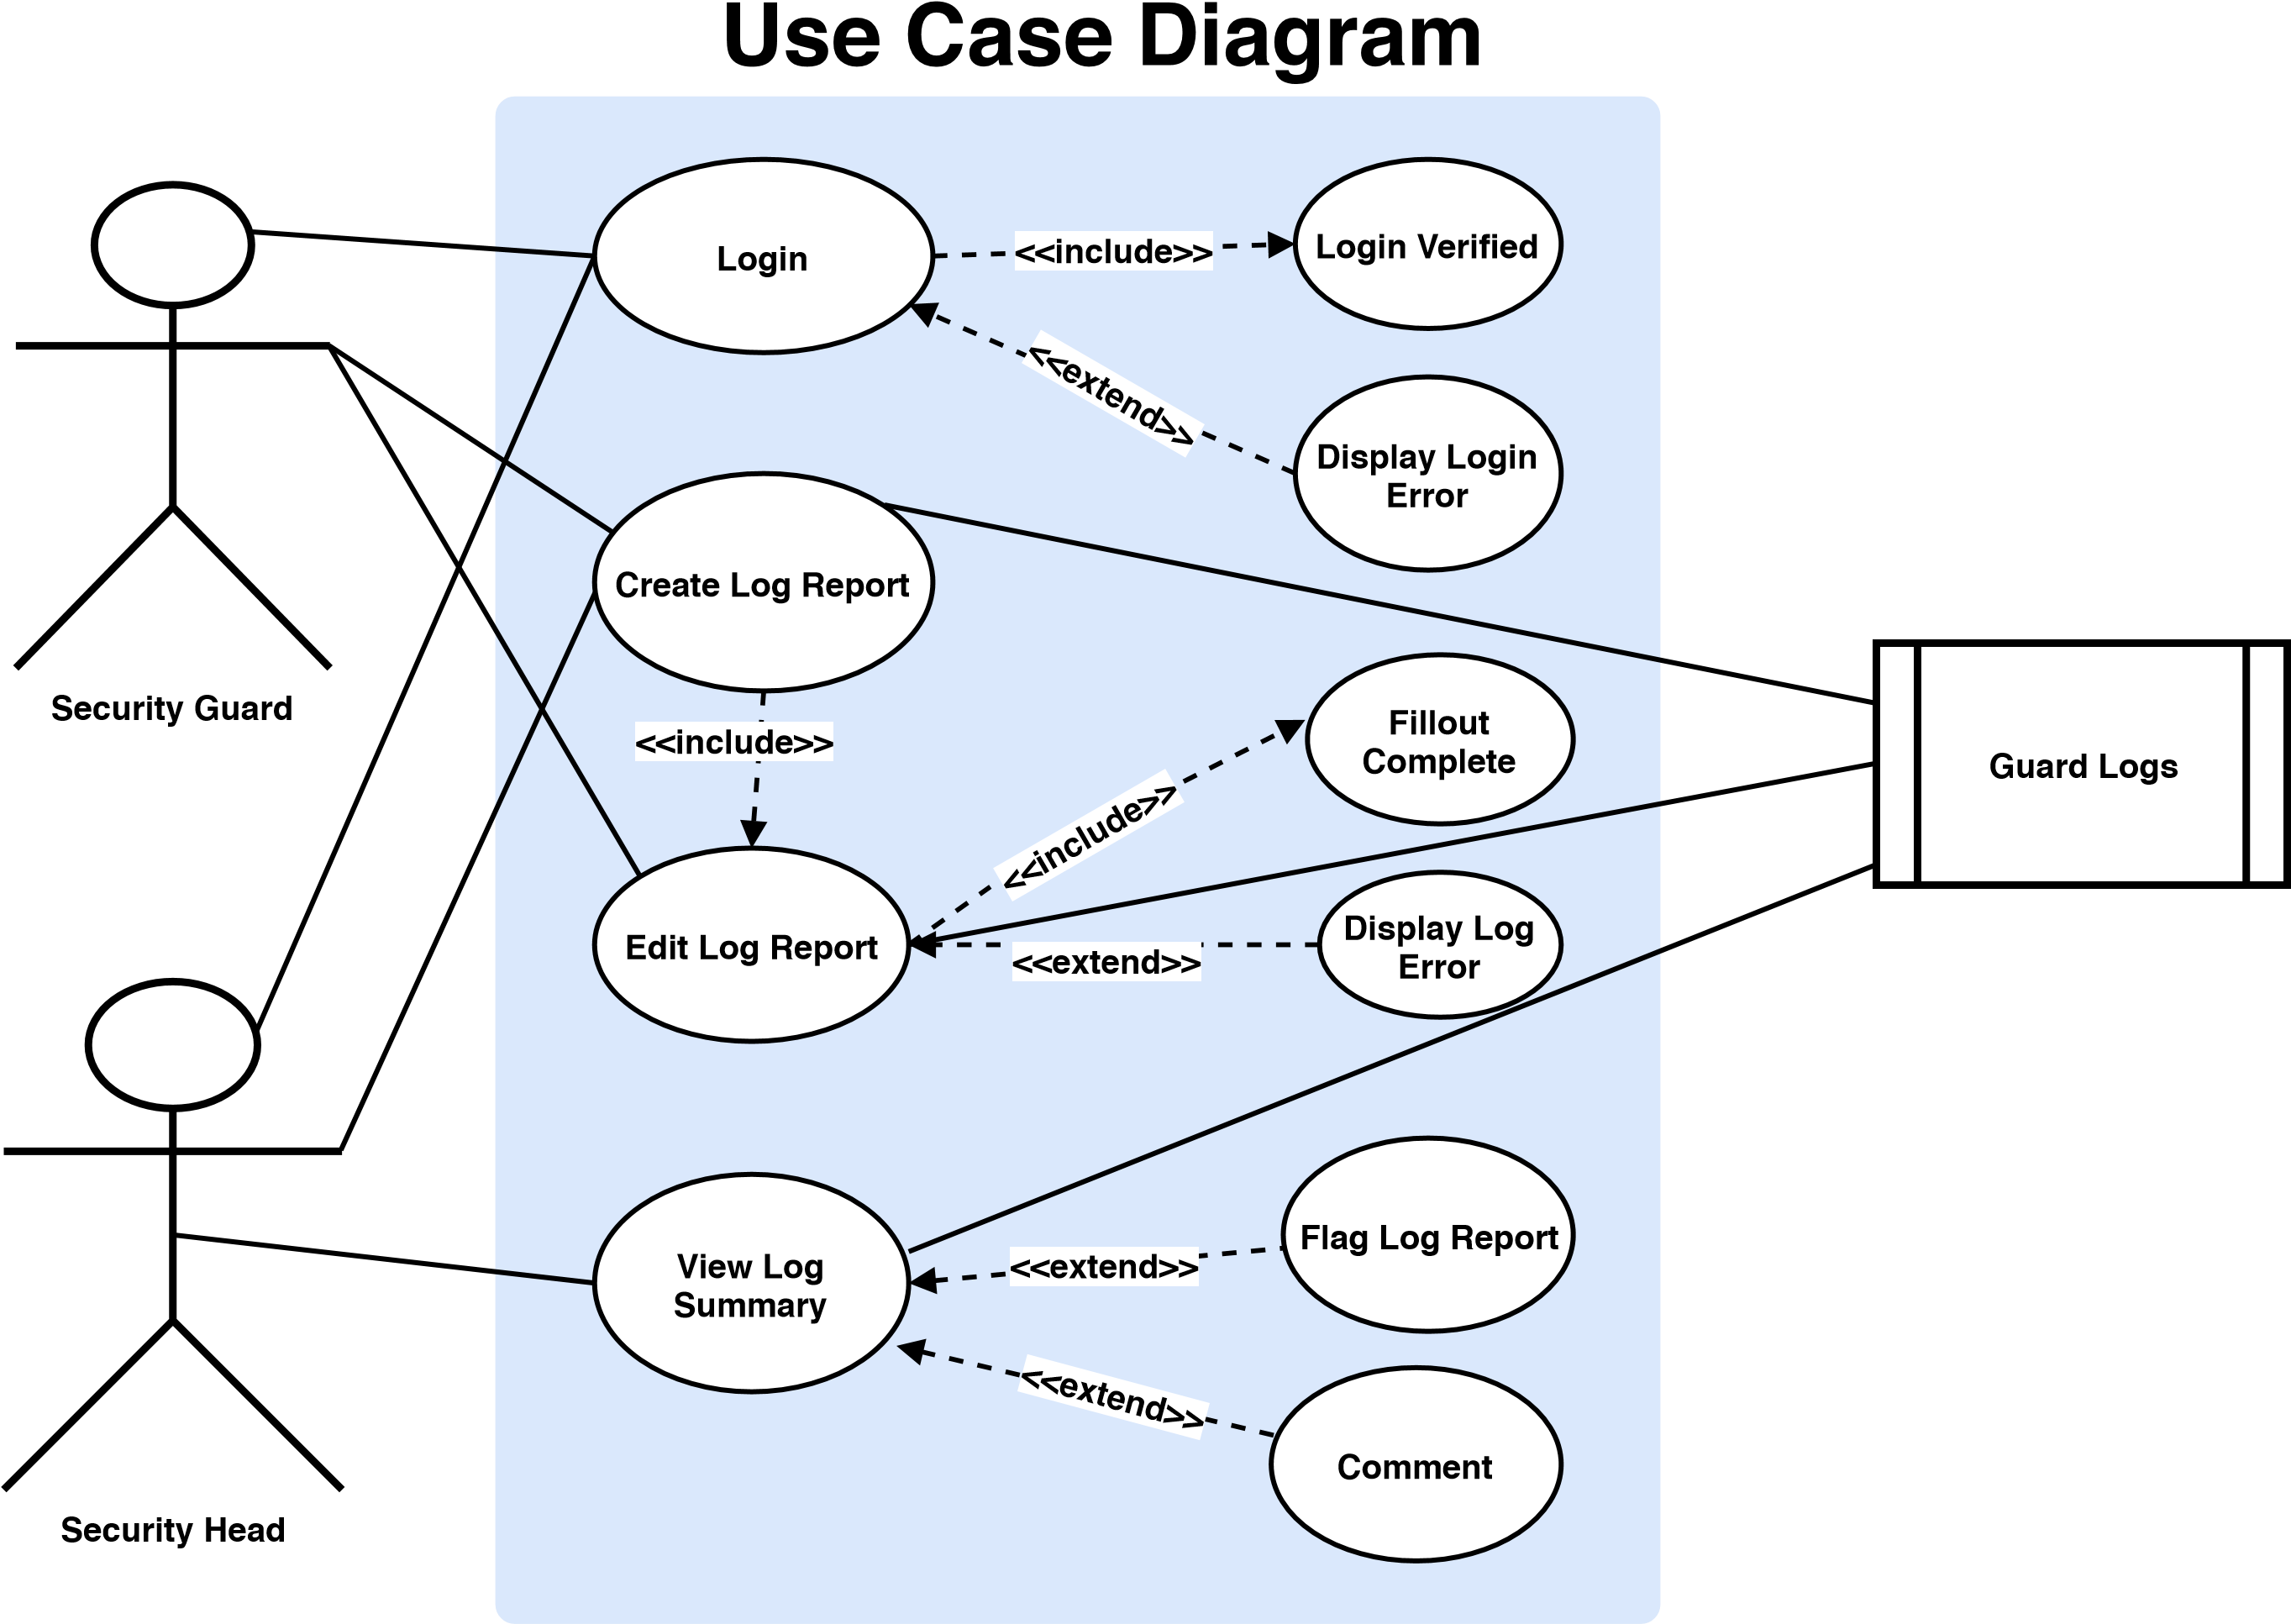 Use Case Diagram
Login
<<include>>
Login Verified
<<extend>>
Display Login
Error
Create Log Report
Security Guard
<<include>>
Fillout
Complete
Guard Logs
<<include>>
Edit Log Report
<<extend>>
Display Log
Error
View Log
Summary
<<extend>>
Flag Log Report
<<extend>>
Comment
Security Head